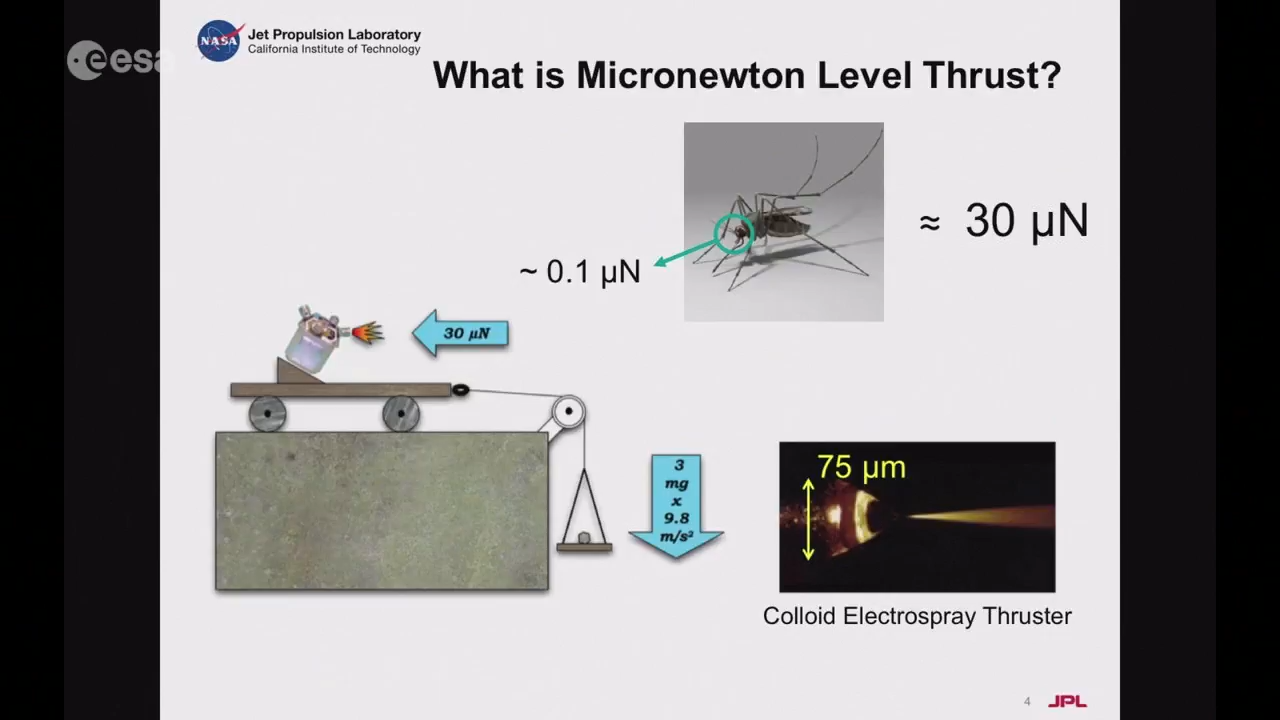 NASA
Jet Propulsion Laboratory
California Institute of Technology
esa
What is Micronewton Level Thrust?
≈ 30 µN
~ 0.1 µN
30 µN
3
mg
x
9.8
m/s²
75 µm
Colloid Electrospray Thruster
4
JPL